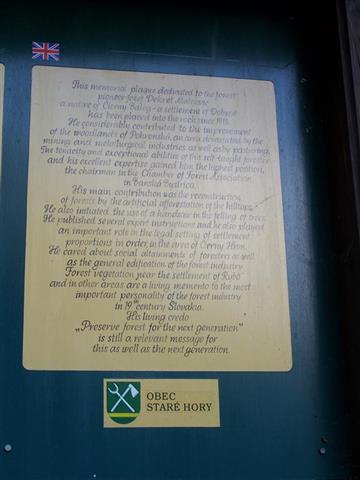 This memorial plaque dedicated to the forest
pioneer Jozef Dekret Matejovie
a native of Čierny Balog - a settlement of Dobroč
has been placed into the rock since
He considerably contributed to the improvement
of the woodlands of Pohronská, an area devastated by the
mining and metallurgical industries as well as by
The tenacity and exceptional abilities of this self-taught forester
and his excellent expertise gained him the highest position,
the chairman in the Chamber of Forest Association
in Banská Bystrica.
His main contribution was the reconstruction
of forests by the artificial afforestation of the hilltops.
He also initiated the use of a handsaw in the felling of trees.
He published several expert instructions and he also played
an important role in the legal setting of settlement
proportions in order, in the area of Čierny Hron.
He cared about social attainments of foresters as well
as the general edification of the forest industry.
Forest vegetation near the settlement of
and in other areas are a living memento to the most
important personality of the forest industry
in 19th century Slovakia.
His living credo
„Preserve forest for the next generation"
is still a relevant message for
this as well as the next generation.
OBEC
STARÉ HORY